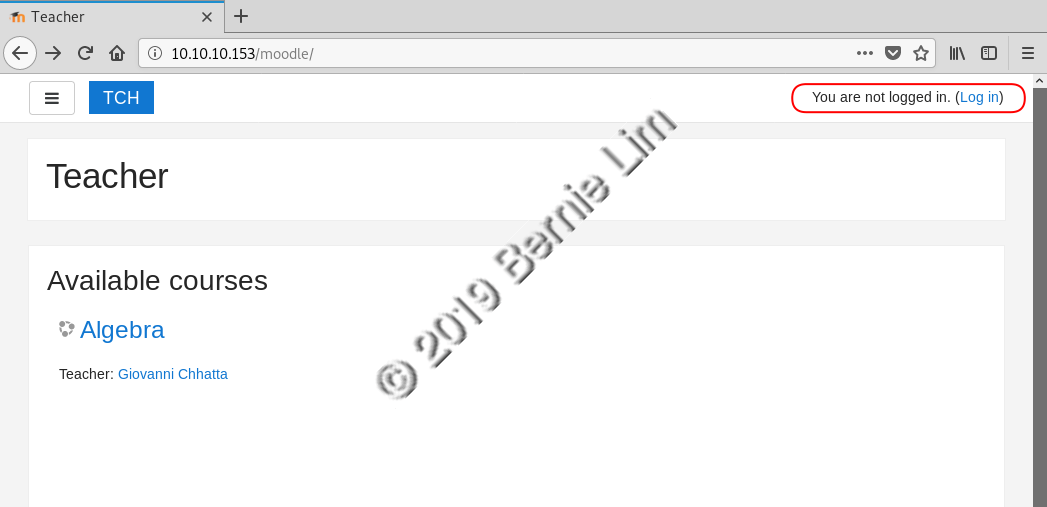 Teacher
10.10.10.153/moodle/
TCH
You are not logged in. (Log in)
Teacher
Available courses
Algebra
Teacher: Giovanni Chhatta
© 2019 Bernie Lim